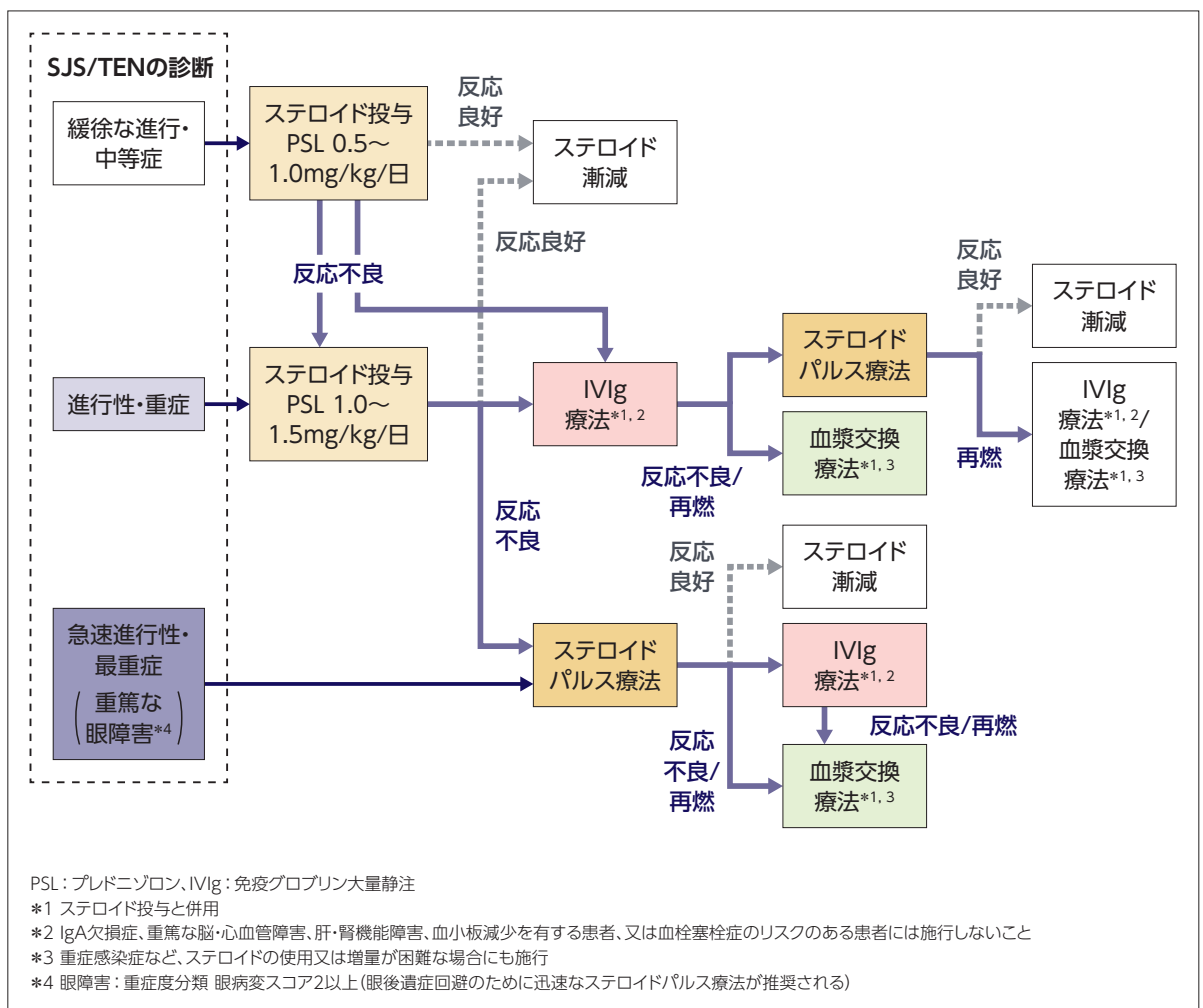 SJS/TENの診断
緩徐な進行・
中等症
ステロイド投与
PSL 0.5～
1.0mg/kg/日
反応
良好
ステロイド
漸減
反応不良
反応良好
進行性・重症
ステロイド投与
PSL 1.0～
1.5mg/kg/日
IVIg
療法*1, 2
反応不良/
再燃
ステロイド
パルス療法
血漿交換
療法*1, 3
反応
良好
ステロイド
漸減
再燃
IVIg
療法*1, 2/
血漿交換
療法*1, 3
反応
不良
急速進行性・
最重症
(重篤な
眼障害*4)
ステロイド
パルス療法
反応
良好
ステロイド
漸減
IVIg
療法*1, 2
反応不良/再燃
反応
不良/
再燃
血漿交換
療法*1, 3
PSL：プレドニゾロン、IVIg：免疫グロブリン大量静注
*1 ステロイド投与と併用
*2 IgA欠損症、重篤な脳・心血管障害、肝・腎機能障害、血小板減少を有する患者、又は血栓塞栓症のリスクのある患者には施行しないこと
*3 重症感染症など、ステロイドの使用又は増量が困難な場合にも施行
*4 眼障害：重症度分類 眼病変スコア2以上（眼後遺症回避のために迅速なステロイドパルス療法が推奨される）